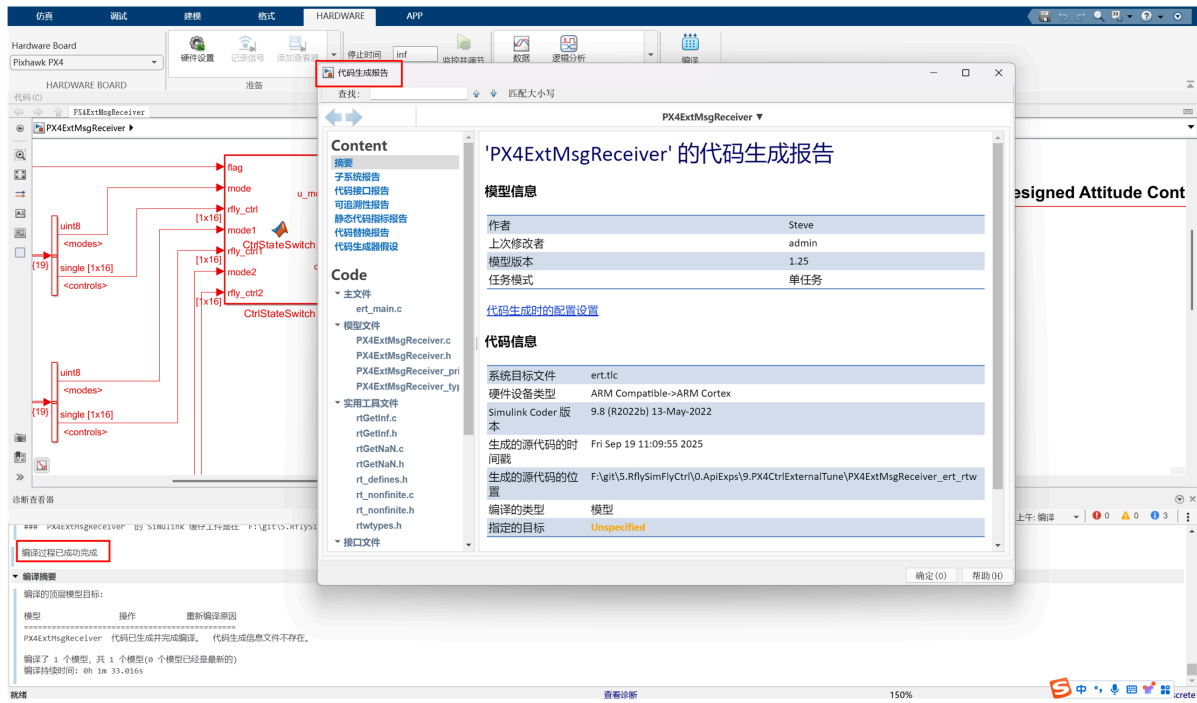 仿真 调试 建模 格式 HARDWARE APP
Hardware Board
Pixhawk PX4
硬件设置 记录信号 停止时间 inf
数据 逻辑分析 编译
HARDWARE BOARD 准备
代码(C)
PX4ExtMsgReceiver
PX4ExtMsgReceiver
flag
mode
rfly_ctrl
[1x16]
mode1
rfly_ctrl1
[1x16]
mode2
rfly_ctrl2
[1x16]
CtrlStateSwitch
CtrlStateSwitch
uint8
<modes>
{19} single [1x16]
<controls>
uint8
<modes>
{19} single [1x16]
<controls>
esigned Attitude Cont
代码生成报告
查找: 匹配大小写
PX4ExtMsgReceiver ▼
Content
摘要
子系统报告
代码接口报告
可追溯性报告
静态代码指标报告
代码替换报告
代码生成器假设
Code
主文件
ert_main.c
模型文件
PX4ExtMsgReceiver.c
PX4ExtMsgReceiver.h
PX4ExtMsgReceiver_pri
PX4ExtMsgReceiver_typ
实用工具文件
rtGetInf.c
rtGetInf.h
rtGetNaN.c
rtGetNaN.h
rt_defines.h
rt_nonfinite.c
rt_nonfinite.h
rtwtypes.h
接口文件
'PX4ExtMsgReceiver' 的代码生成报告
模型信息
作者 Steve
上次修改者 admin
模型版本 1.25
任务模式 单任务
代码生成时的配置设置
代码信息
系统目标文件 ert.tlc
硬件设备类型 ARM Compatible->ARM Cortex
Simulink Coder 版本 9.8 (R2022b) 13-May-2022
生成的源代码的时间戳 Fri Sep 19 11:09:55 2025
生成的源代码的位置 F:\git\5.RflySimFlyCtrl\0.ApiExps\9.PX4CtrlExternalTune\PX4ExtMsgReceiver_ert_rtw
编译的类型 模型
指定的目标 Unspecified
确定(O) 帮助(H)
诊断查看器
上午: 编译 0 0 3
编译过程已成功完成
编译摘要
编译的顶层模型目标:
模型 操作 重新编译原因
==============================================
PX4ExtMsgReceiver 代码已生成并完成编译。 代码生成信息文件不存在。
编译了 1 个模型, 共 1 个模型(0 个模型已经是最新的)
编译持续时间: 0h 1m 33.016s
就绪 查看诊断 150% crete
中